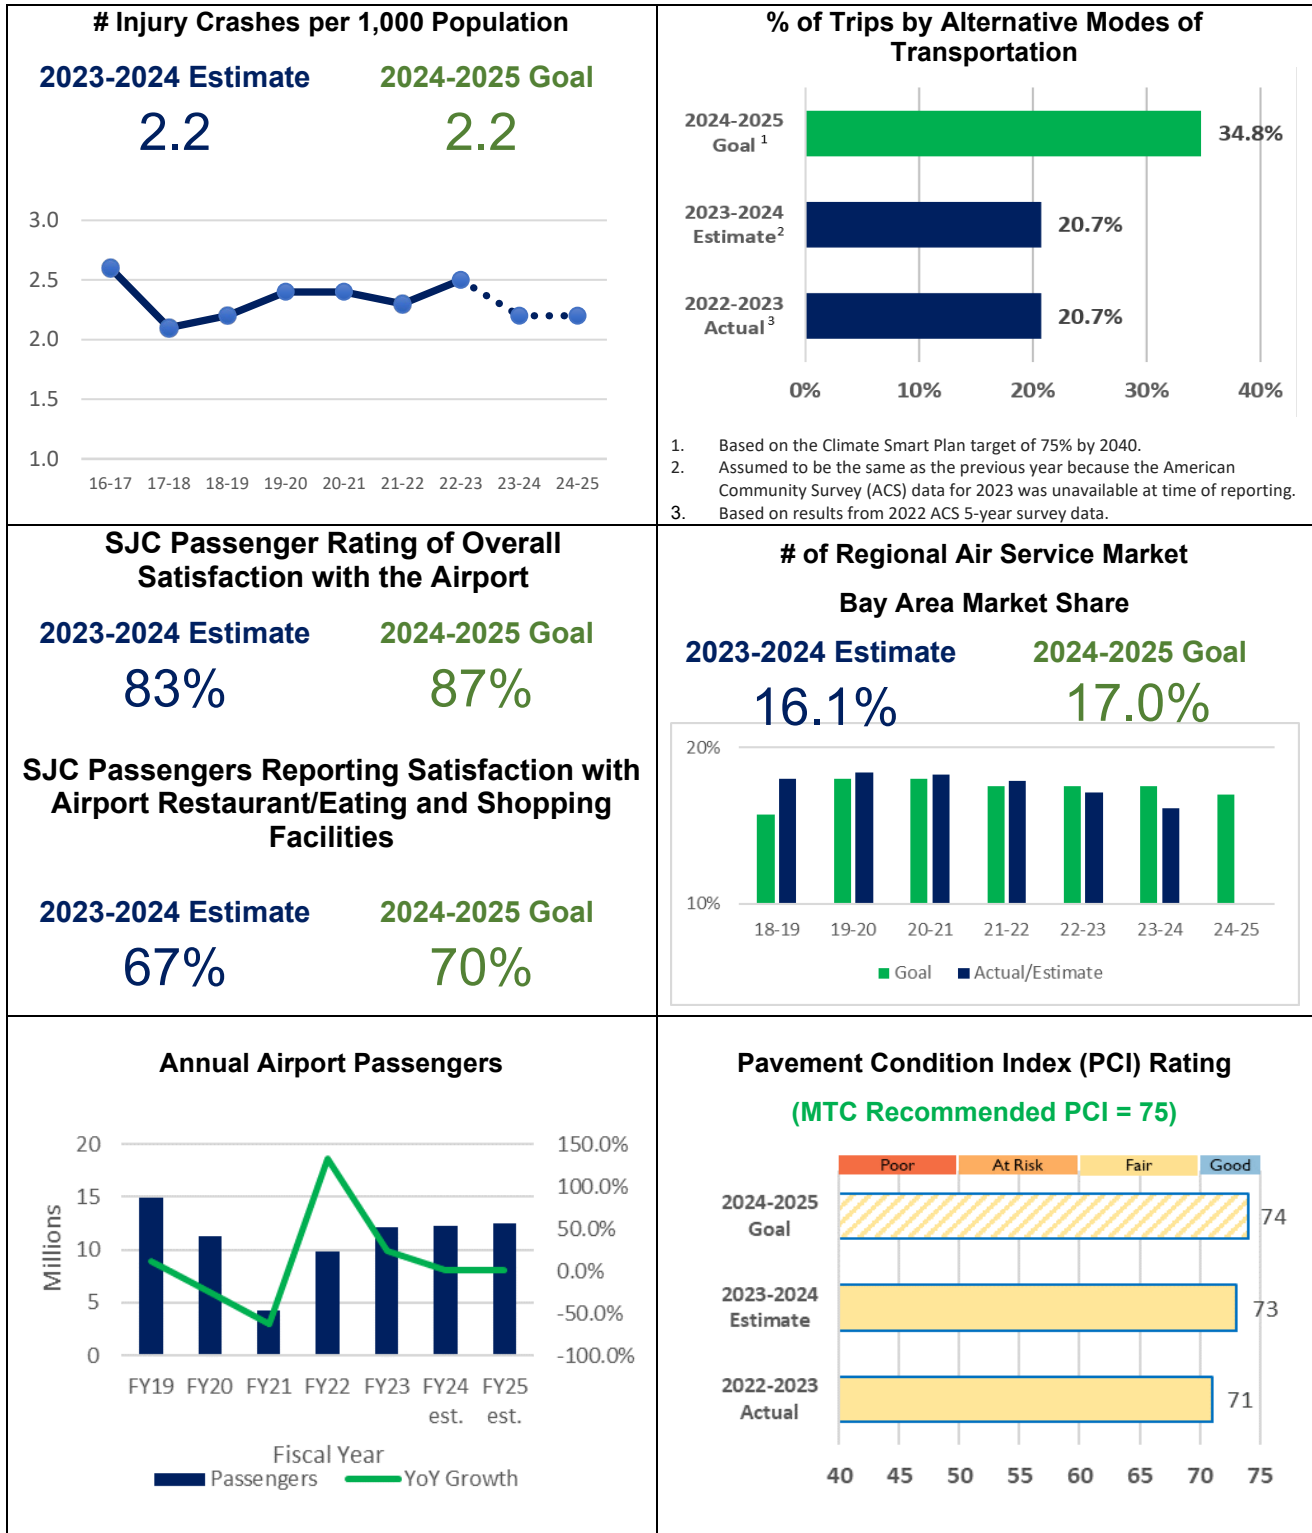 # Injury Crashes per 1,000 Population
2023-2024 Estimate
2024-2025 Goal
2.2
2.2
3.0
2.5
2.0
1.5
1.0
16-17 17-18 18-19 19-20 20-21 21-22 22-23 23-24 24-25
% of Trips by Alternative Modes of
Transportation
2024-2025
Goal 1
34.8%
2023-2024
Estimate2
20.7%
2022-2023
Actual 3
20.7%
0% 10% 20% 30% 40%
1. Based on the Climate Smart Plan target of 75% by 2040.
2. Assumed to be the same as the previous year because the American
Community Survey (ACS) data for 2023 was unavailable at time of reporting.
3. Based on results from 2022 ACS 5-year survey data.
SJC Passenger Rating of Overall
Satisfaction with the Airport
2023-2024 Estimate
2024-2025 Goal
83%
87%
SJC Passengers Reporting Satisfaction with
Airport Restaurant/Eating and Shopping
Facilities
2023-2024 Estimate
2024-2025 Goal
67%
70%
# of Regional Air Service Market
Bay Area Market Share
2023-2024 Estimate
2024-2025 Goal
16.1%
17.0%
20%
10%
18-19 19-20 20-21 21-22 22-23 23-24 24-25
Goal Actual/Estimate
Annual Airport Passengers
20
15
10
5
0
Millions
150.0%
100.0%
50.0%
0.0%
-50.0%
-100.0%
FY19 FY20 FY21 FY22 FY23 FY24 FY25
est. est.
Fiscal Year
Passengers YoY Growth
Pavement Condition Index (PCI) Rating
(MTC Recommended PCI = 75)
Poor At Risk Fair Good
2024-2025
Goal
74
2023-2024
Estimate
73
2022-2023
Actual
71
40 45 50 55 60 65 70 75